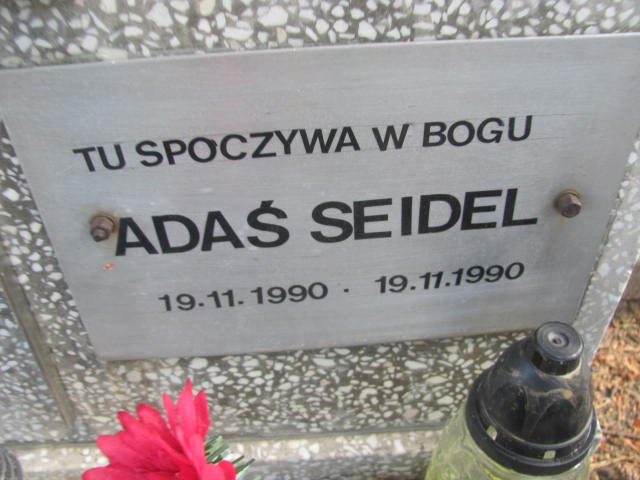 TU SPOCZYWA W BOGU
ADAŚ SEIDEL
19.11.1990 · 19.11.1990